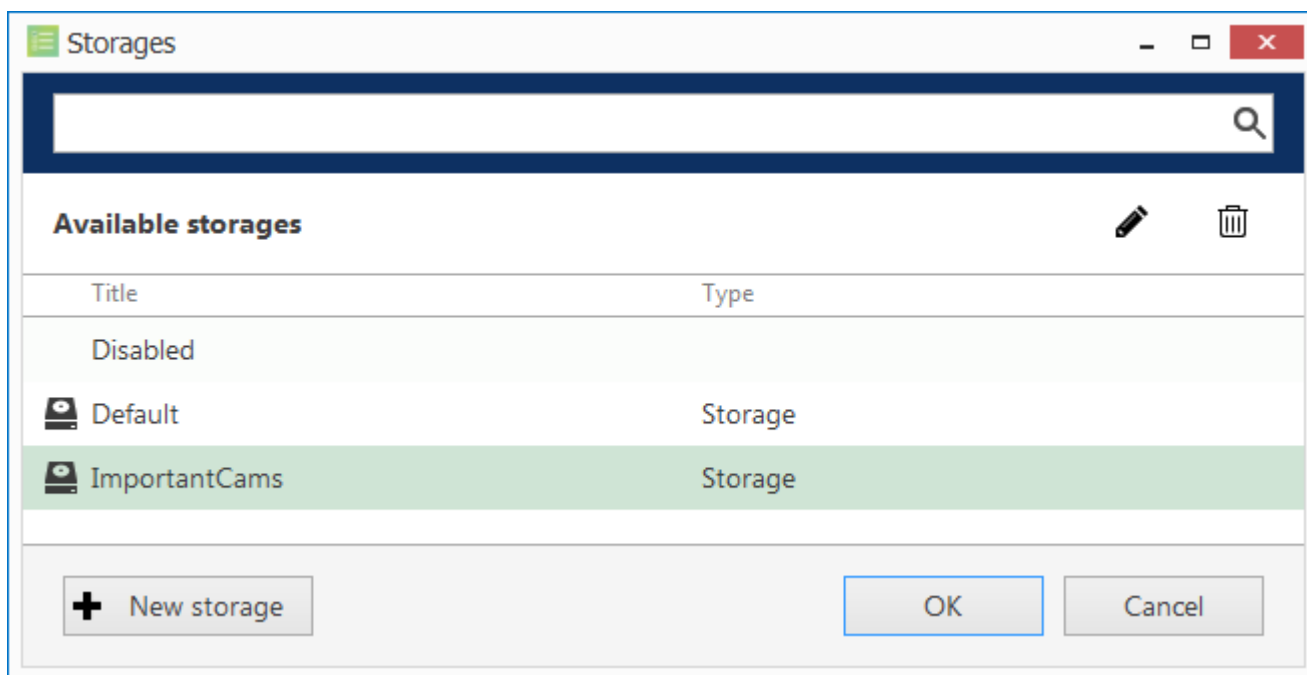 Storages
Available storages
Title Type
Disabled
Default Storage
ImportantCams Storage
New storage OK Cancel